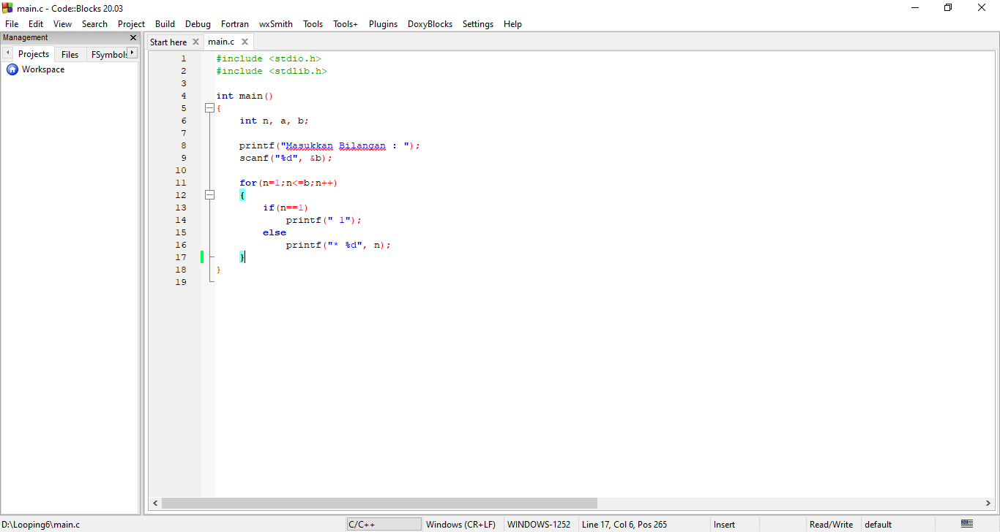 main.c - Code::Blocks 20.03
File Edit View Search Project Build Debug Fortran wxSmith Tools Tools+ Plugins DoxyBlocks Settings Help
Management
Start here main.c
Projects Files FSymbols
Workspace
1 #include <stdio.h>
2 #include <stdlib.h>
3
4 int main()
5 {
6 int n, a, b;
7
8 printf("Masukkan Bilangan : ");
9 scanf("%d", &b);
10
11 for(n=1;n<=b;n++)
12 {
13 if(n==1)
14 printf(" 1");
15 else
16 printf("* %d", n);
17 }
18 }
19
D:\Looping6\main.c C/C++ Windows (CR+LF) WINDOWS-1252 Line 17, Col 6, Pos 265 Insert Read/Write default